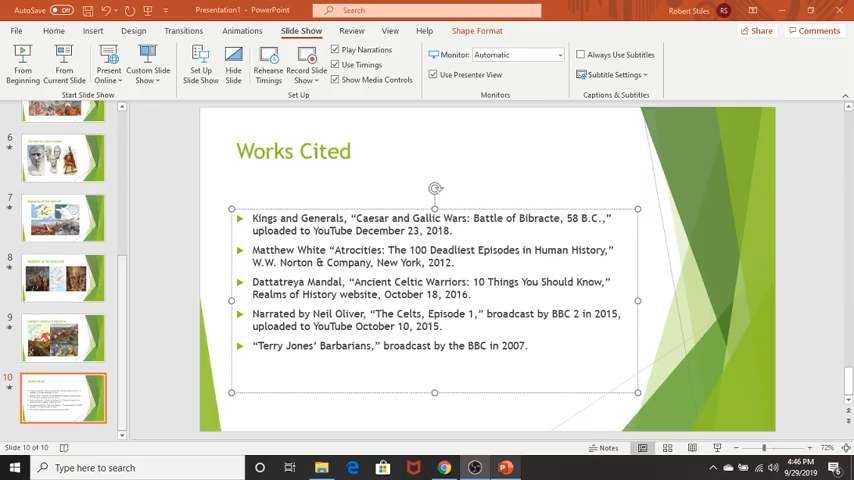 AutoSave Off Presentation1 - PowerPoint Search Robert Stiles RS
File Home Insert Design Transitions Animations Slide Show Review View Help Shape Format Share Comments
From Beginning
From Current Slide
Present Online
Custom Slide Show
Start Slide Show
Set Up Slide Show
Hide Slide
Rehearse Timings
Record Slide Show
Play Narrations
Use Timings
Show Media Controls
Set Up
Monitor: Automatic
Use Presenter View
Monitors
Always Use Subtitles
Subtitle Settings
Captions & Subtitles
6
7
8
9
10
Works Cited
Kings and Generals, “Caesar and Gallic Wars: Battle of Bibracte, 58 B.C.,”
uploaded to YouTube December 23, 2018.
Matthew White “Atrocities: The 100 Deadliest Episodes in Human History,”
W.W. Norton & Company, New York, 2012.
Dattatreya Mandal, “Ancient Celtic Warriors: 10 Things You Should Know,”
Realms of History website, October 18, 2016.
Narrated by Neil Oliver, “The Celts, Episode 1,” broadcast by BBC 2 in 2015,
uploaded to YouTube October 10, 2015.
“Terry Jones’ Barbarians,” broadcast by the BBC in 2007.
Slide 10 of 10 Notes 72%
Type here to search
4:46 PM
9/29/2019